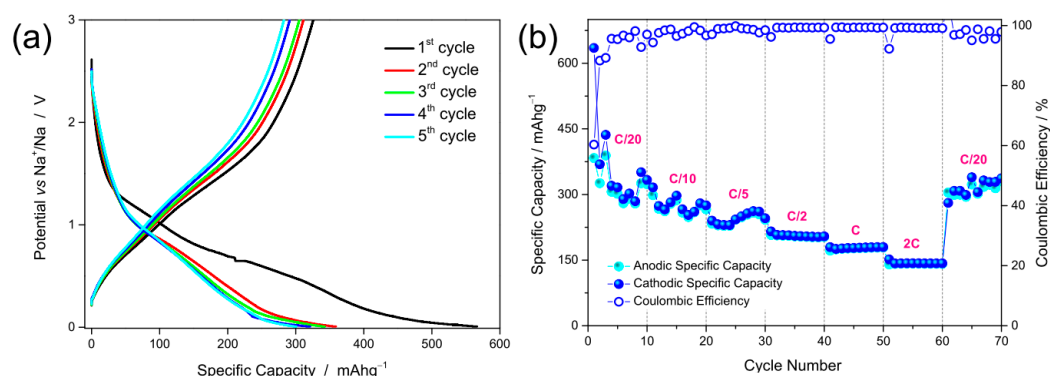 (a)
3
2
1
0
0
100
200
300
400
500
600
Potential vs Na⁺/Na / V
Specific Capacity / mAhg⁻¹
1ˢᵗ cycle
2ⁿᵈ cycle
3ʳᵈ cycle
4ᵗʰ cycle
5ᵗʰ cycle
(b)
600
450
300
150
0
0
10
20
30
40
50
60
70
100
80
60
40
20
0
Specific Capacity / mAhg⁻¹
Cycle Number
Coulombic Efficiency / %
C/20
C/10
C/5
C/2
C
2C
C/20
Anodic Specific Capacity
Cathodic Specific Capacity
Coulombic Efficiency